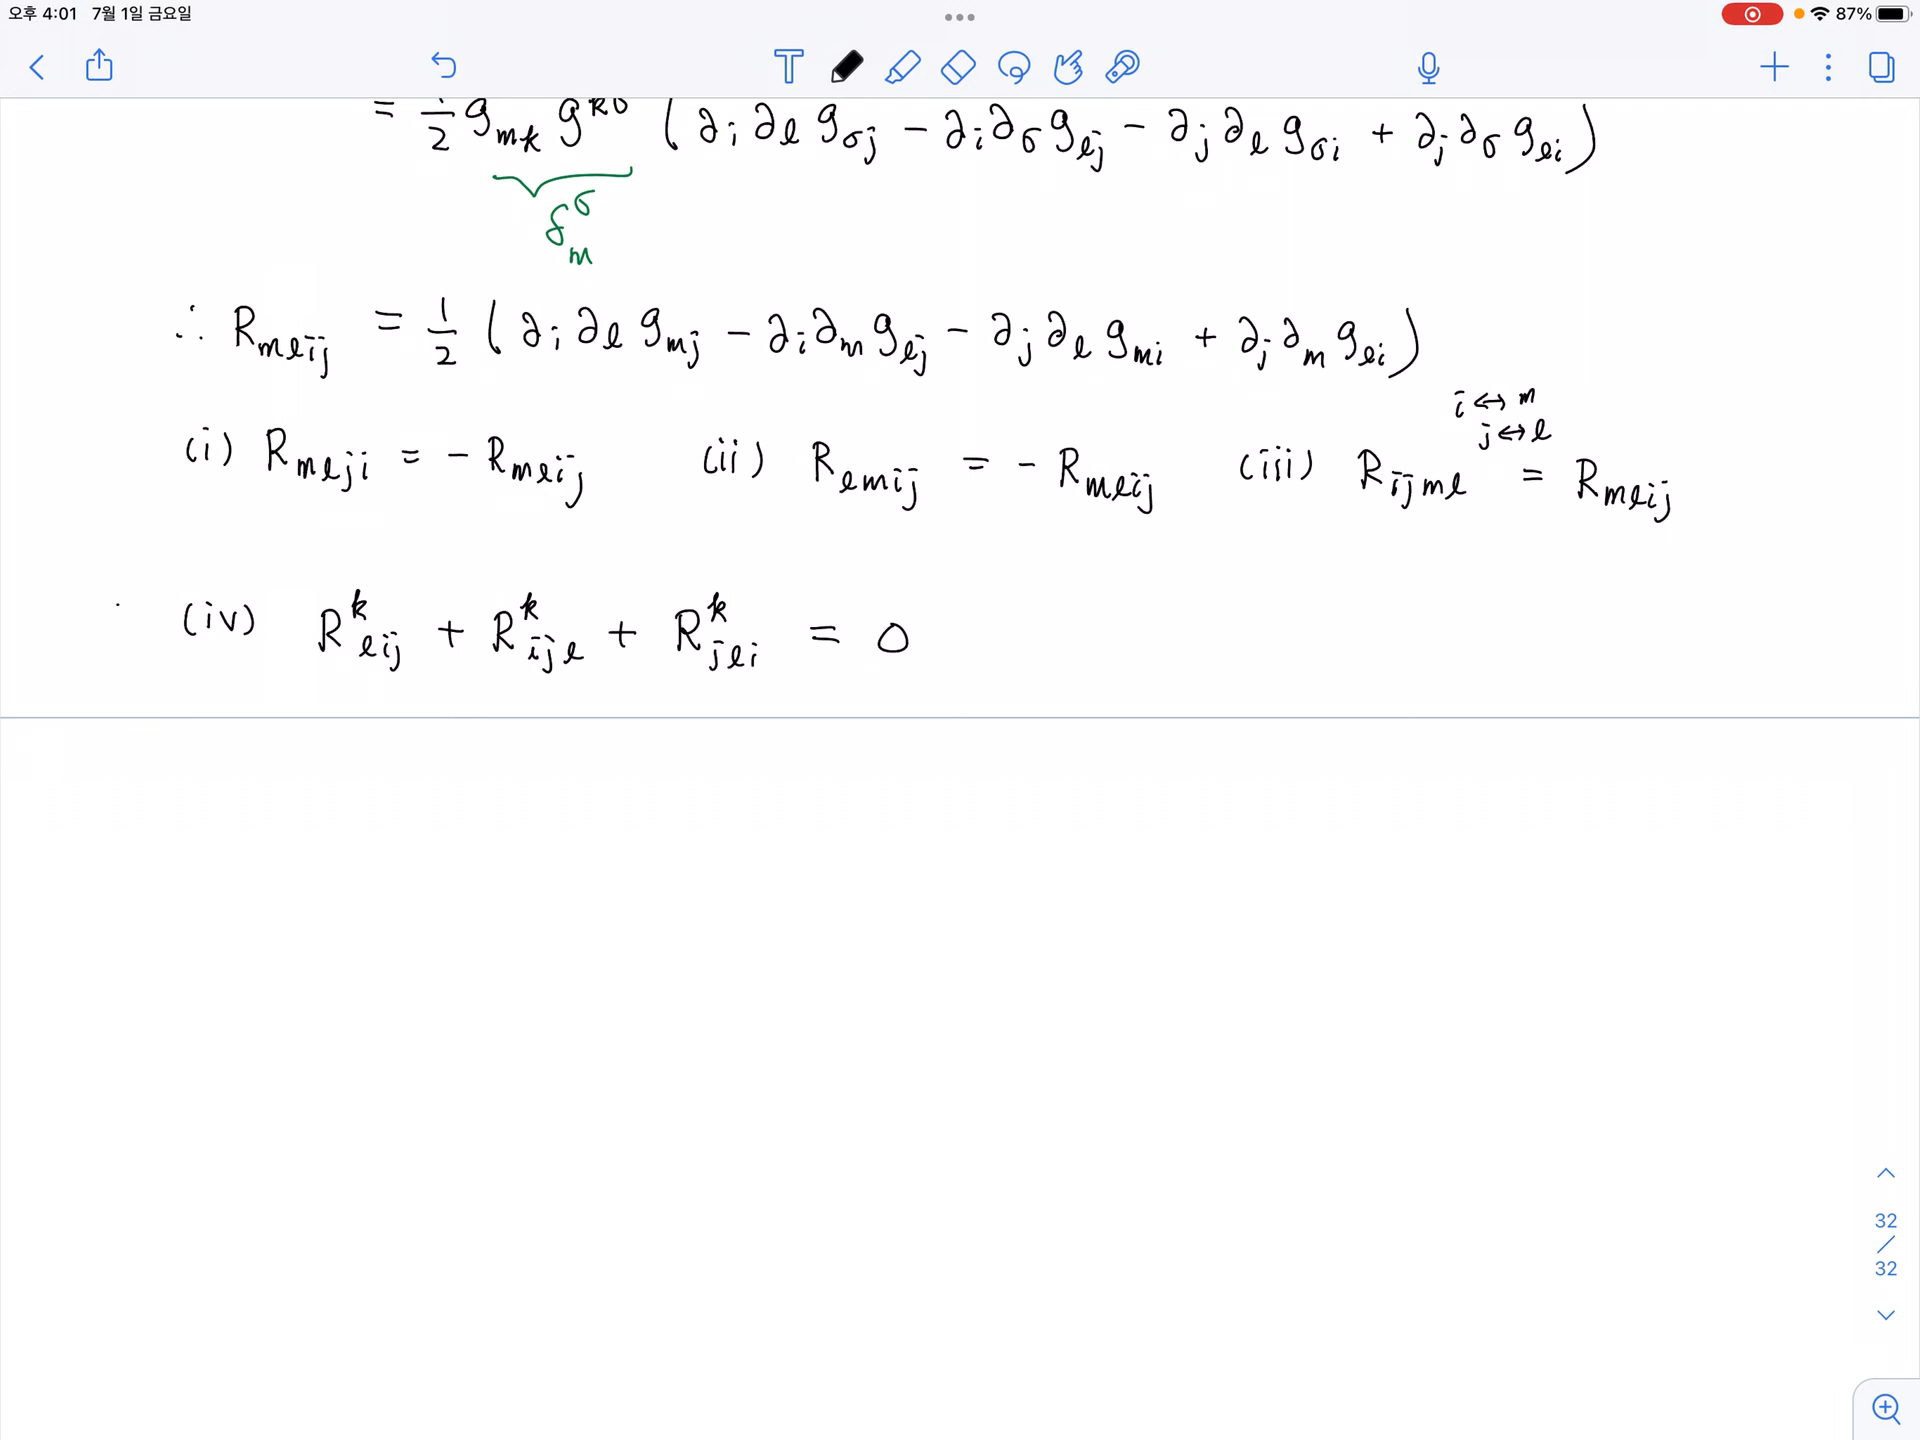 오후 4:01 7월 1일 금요일 87%
= 1/2 g_{mk} g^{kσ} ( ∂_i ∂_l g_{σj} - ∂_i ∂_σ g_{lj} - ∂_j ∂_l g_{σi} + ∂_j ∂_σ g_{li} )
δ^σ_m
∴ R_{mlij} = 1/2 ( ∂_i ∂_l g_{mj} - ∂_i ∂_m g_{lj} - ∂_j ∂_l g_{mi} + ∂_j ∂_m g_{li} )
i ↔ m
j ↔ l
(i) R_{mlji} = - R_{mlij} (ii) R_{lmij} = - R_{mlij} (iii) R_{ijml} = R_{mlij}
(iv) R^k_{lij} + R^k_{ijl} + R^k_{jli} = 0
32
/
32